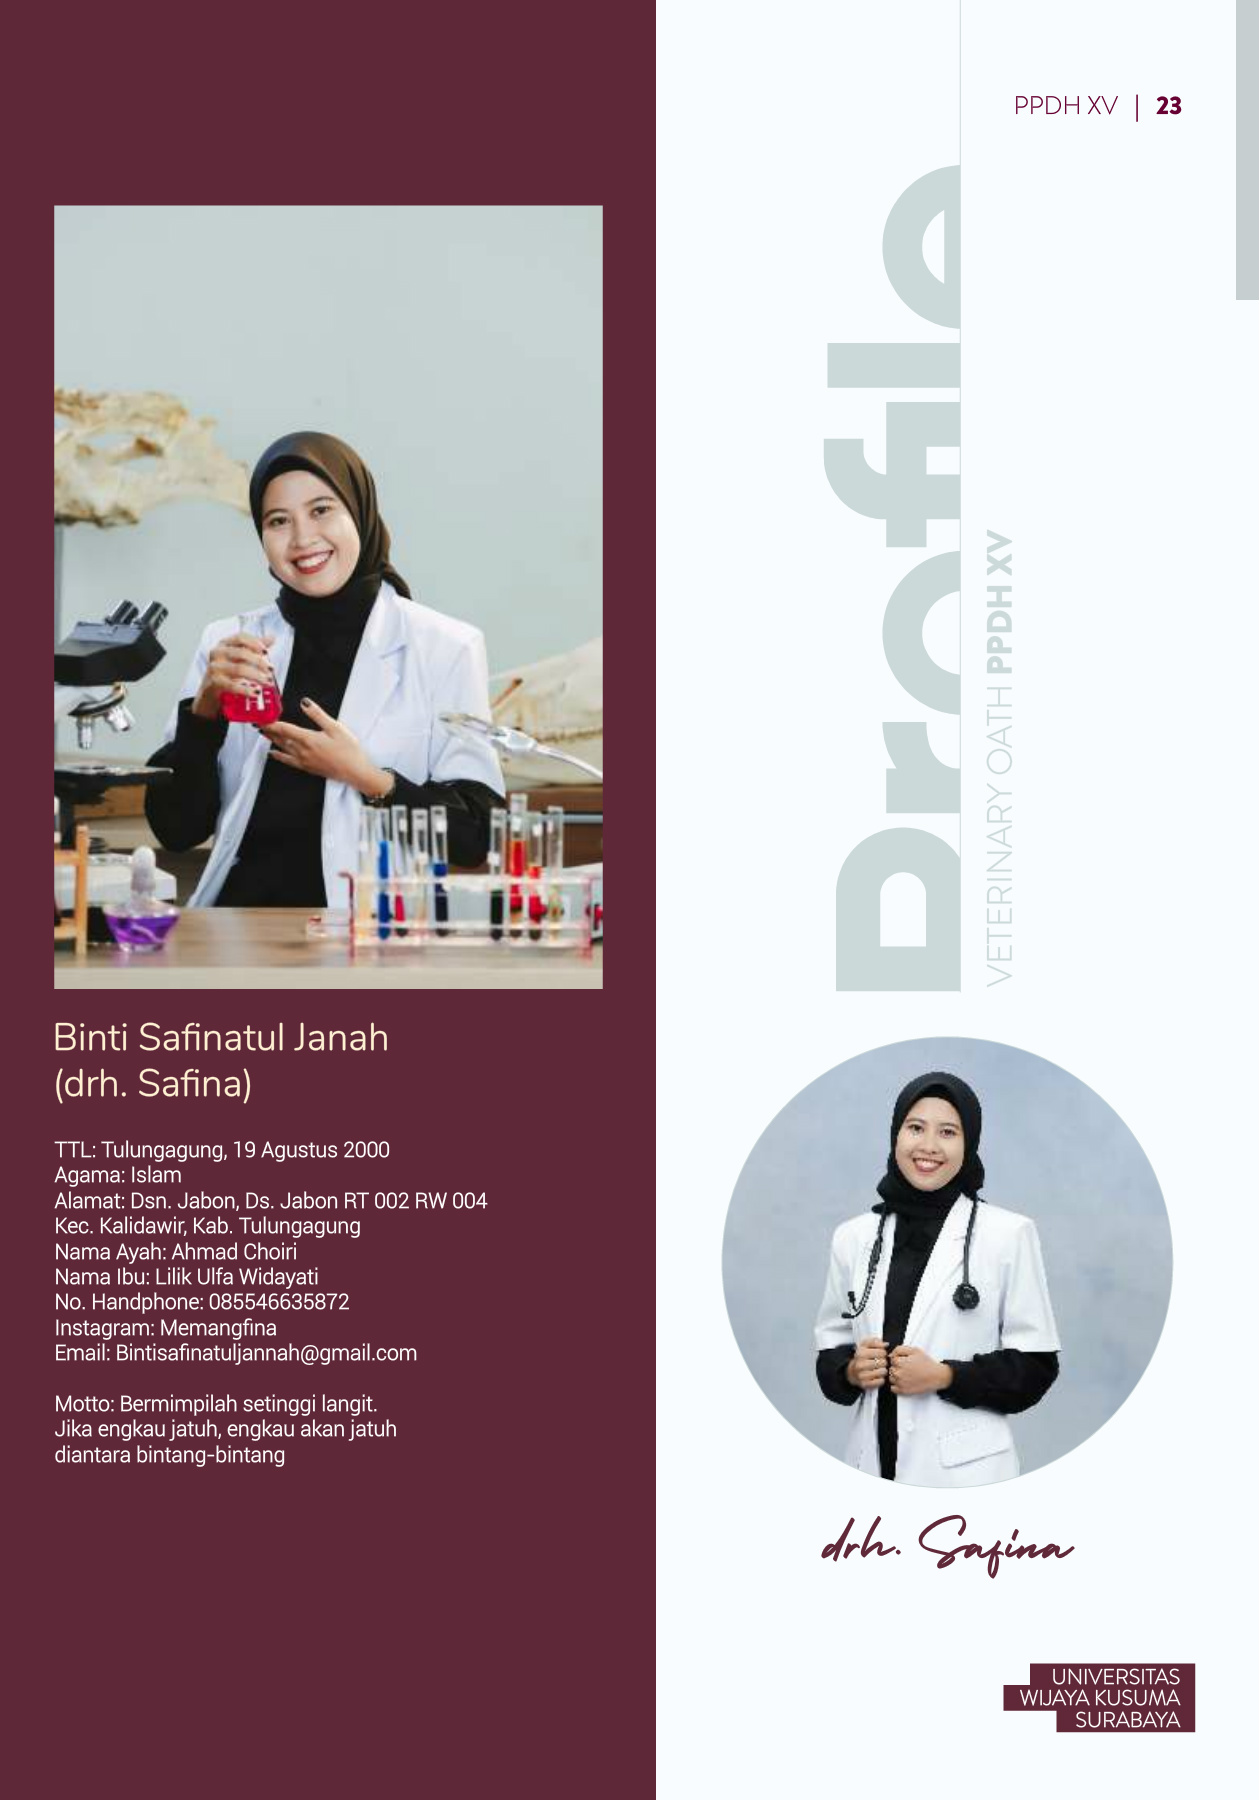 PPDH XV | 23
Profile
VETERINARY OATH PPDH XV
Binti Safinatul Janah
(drh. Safina)
TTL: Tulungagung, 19 Agustus 2000
Agama: Islam
Alamat: Dsn. Jabon, Ds. Jabon RT 002 RW 004
Kec. Kalidawir, Kab. Tulungagung
Nama Ayah: Ahmad Choiri
Nama Ibu: Lilik Ulfa Widayati
No. Handphone: 085546635872
Instagram: Memangfina
Email: Bintisafinatuljannah@gmail.com
Motto: Bermimpilah setinggi langit.
Jika engkau jatuh, engkau akan jatuh
diantara bintang-bintang
drh. Safina
UNIVERSITAS
WIJAYA KUSUMA
SURABAYA